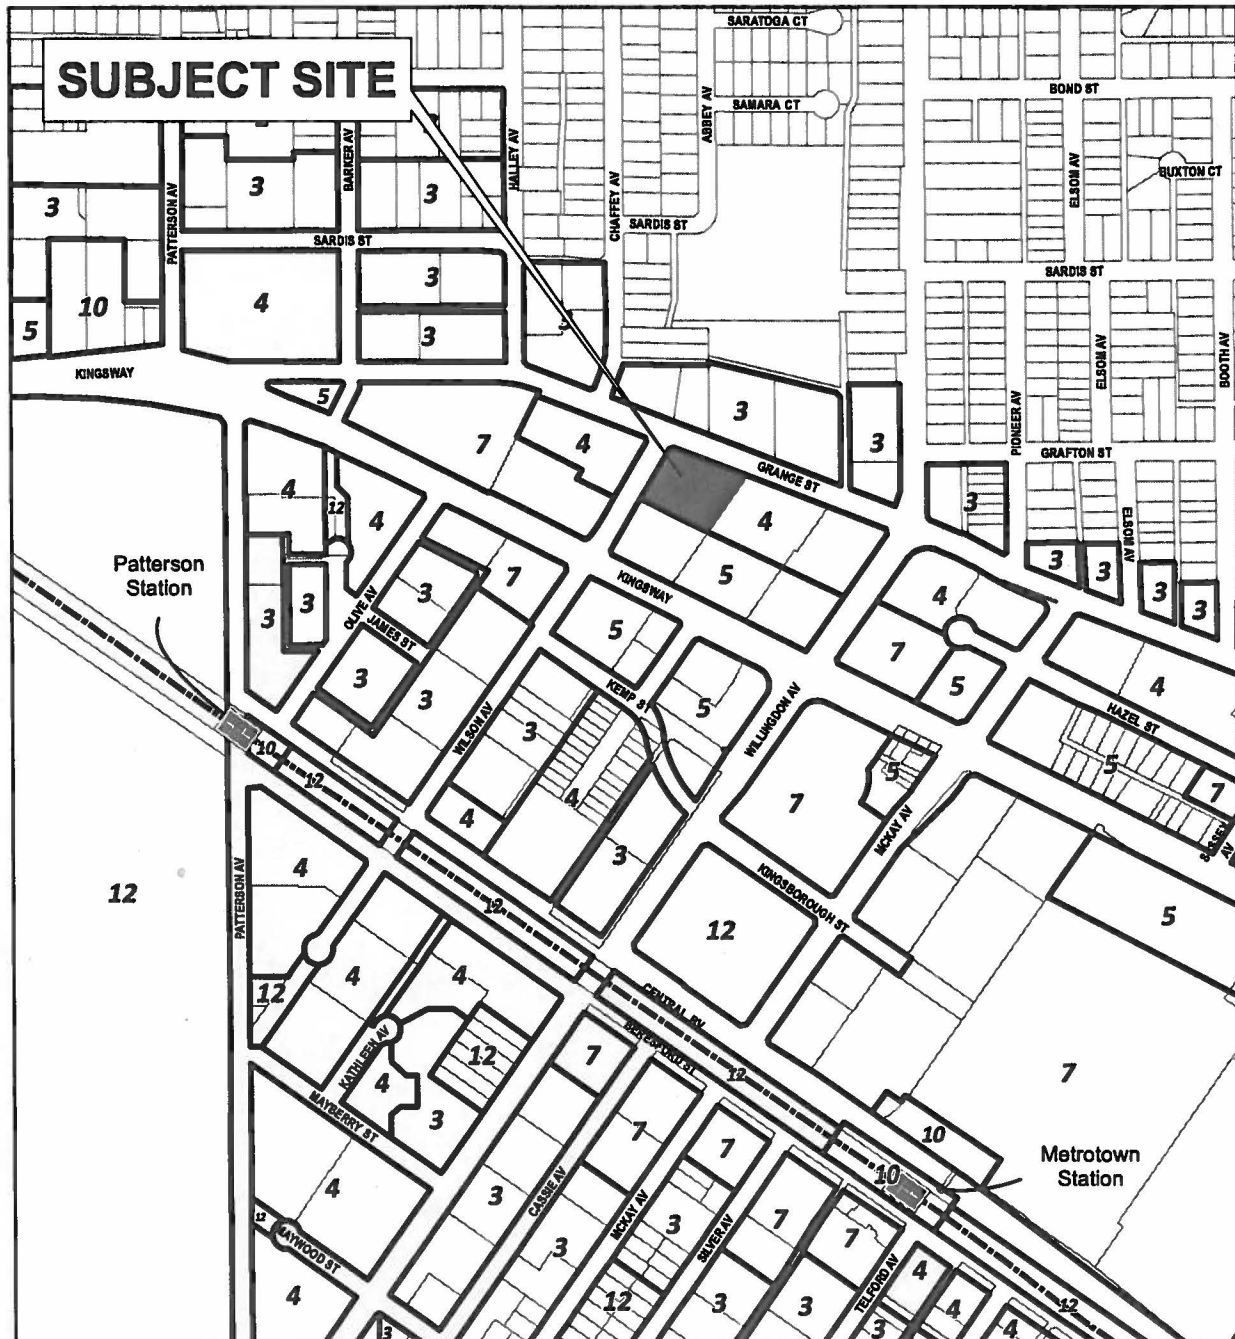 SARATOGA CT
SUBJECT SITE
BOND ST
ABBEY AV
SAMARA CT
BARKER AV
HALLEY AV
ELSOM AV
BUXTON CT
3
3
3
PATTERSON AV
CHAFFEY AV
SARDIS ST
SARDIS ST
SARDIS ST
3
10
4
5
3
KINGSWAY
ELSOM AV
BOOTH AV
PIONEER AV
5
7
4
3
3
GRAFTON ST
GRANGE ST
4
12
4
4
3
ELSOM AV
Patterson
Station
3
3
OLIVE AV
JAMES ST
3
7
KINGSWAY
5
4
3
3
3
3
5
7
5
4
3
3
WILSON AV
3
KEMP ST
5
WILLINGDON AV
HAZEL ST
10
12
4
4
3
7
5
MCKAY AV
5
7
SUSSEX
AV
PATTERSON AV
4
12
12
12
KINGSBOROUGH ST
5
12
4
4
CENTRAL BV
BERESFORD ST
KATHLEEN AV
12
7
12
7
4
MAYBERRY ST
3
7
7
10
Metrotown
Station
10
4
3
CASSIE AV
MCKAY AV
3
SILVER AV
7
7
12
MAYWOOD ST
3
TELFORD AV
4
4
12
3
3
3
4
4
12
3